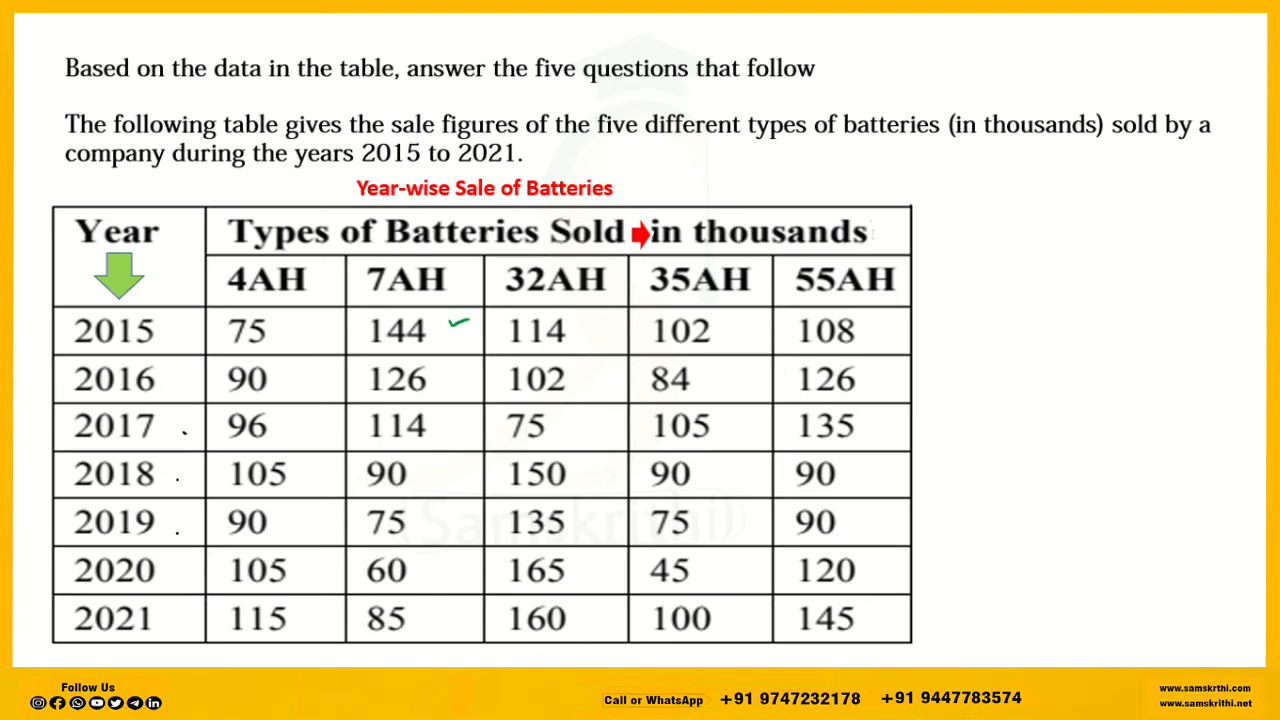 Based on the data in the table, answer the five questions that follow
The following table gives the sale figures of the five different types of batteries (in thousands) sold by a
company during the years 2015 to 2021.
Year-wise Sale of Batteries
Year Types of Batteries Sold in thousands
4AH 7AH 32AH 35AH 55AH
2015 75 144 114 102 108
2016 90 126 102 84 126
2017 96 114 75 105 135
2018 105 90 150 90 90
2019 90 75 135 75 90
2020 105 60 165 45 120
2021 115 85 160 100 145
Samskrithi
Follow Us
Call or WhatsApp +91 9747232178 +91 9447783574
www.samskrthi.com
www.samskrithi.net